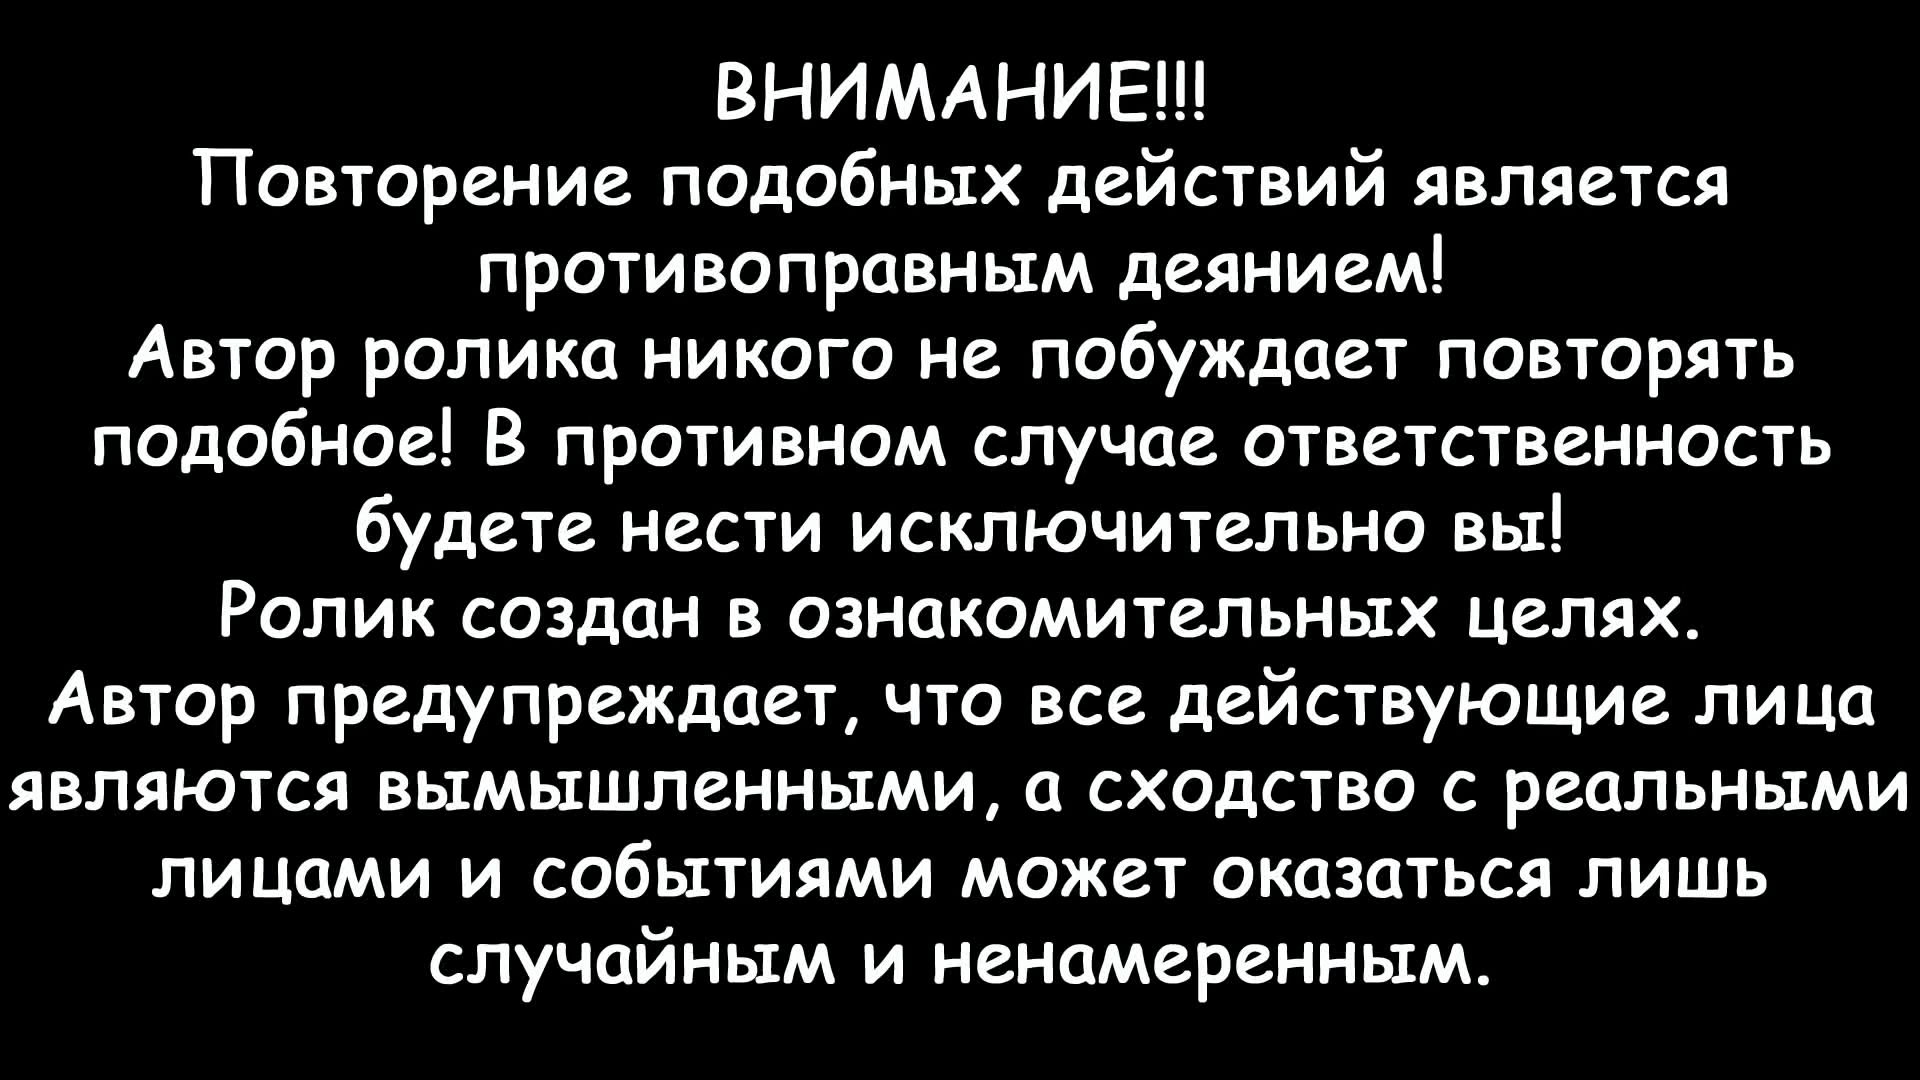 ВНИМАНИЕ!!!
Повторение подобных действий является
противоправным деянием!
Автор ролика никого не побуждает повторять
подобное! В противном случае ответственность
будете нести исключительно вы!
Ролик создан в ознакомительных целях.
Автор предупреждает, что все действующие лица
являются вымышленными, а сходство с реальными
лицами и событиями может оказаться лишь
случайным и ненамеренным.